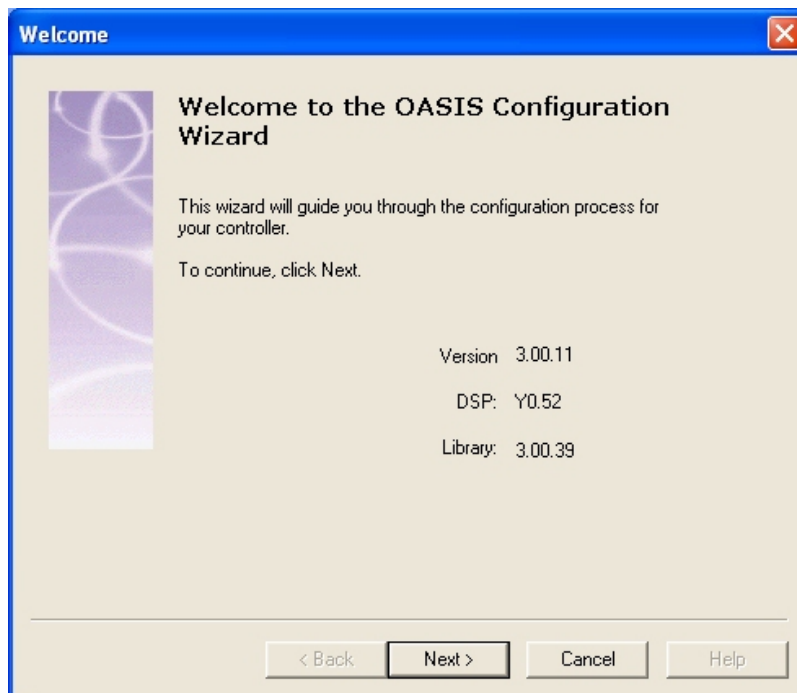 Welcome
Welcome to the OASIS Configuration
Wizard
This wizard will guide you through the configuration process for
your controller.
To continue, click Next.
Version 3.00.11
DSP: Y0.52
Library: 3.00.39
< Back Next > Cancel Help